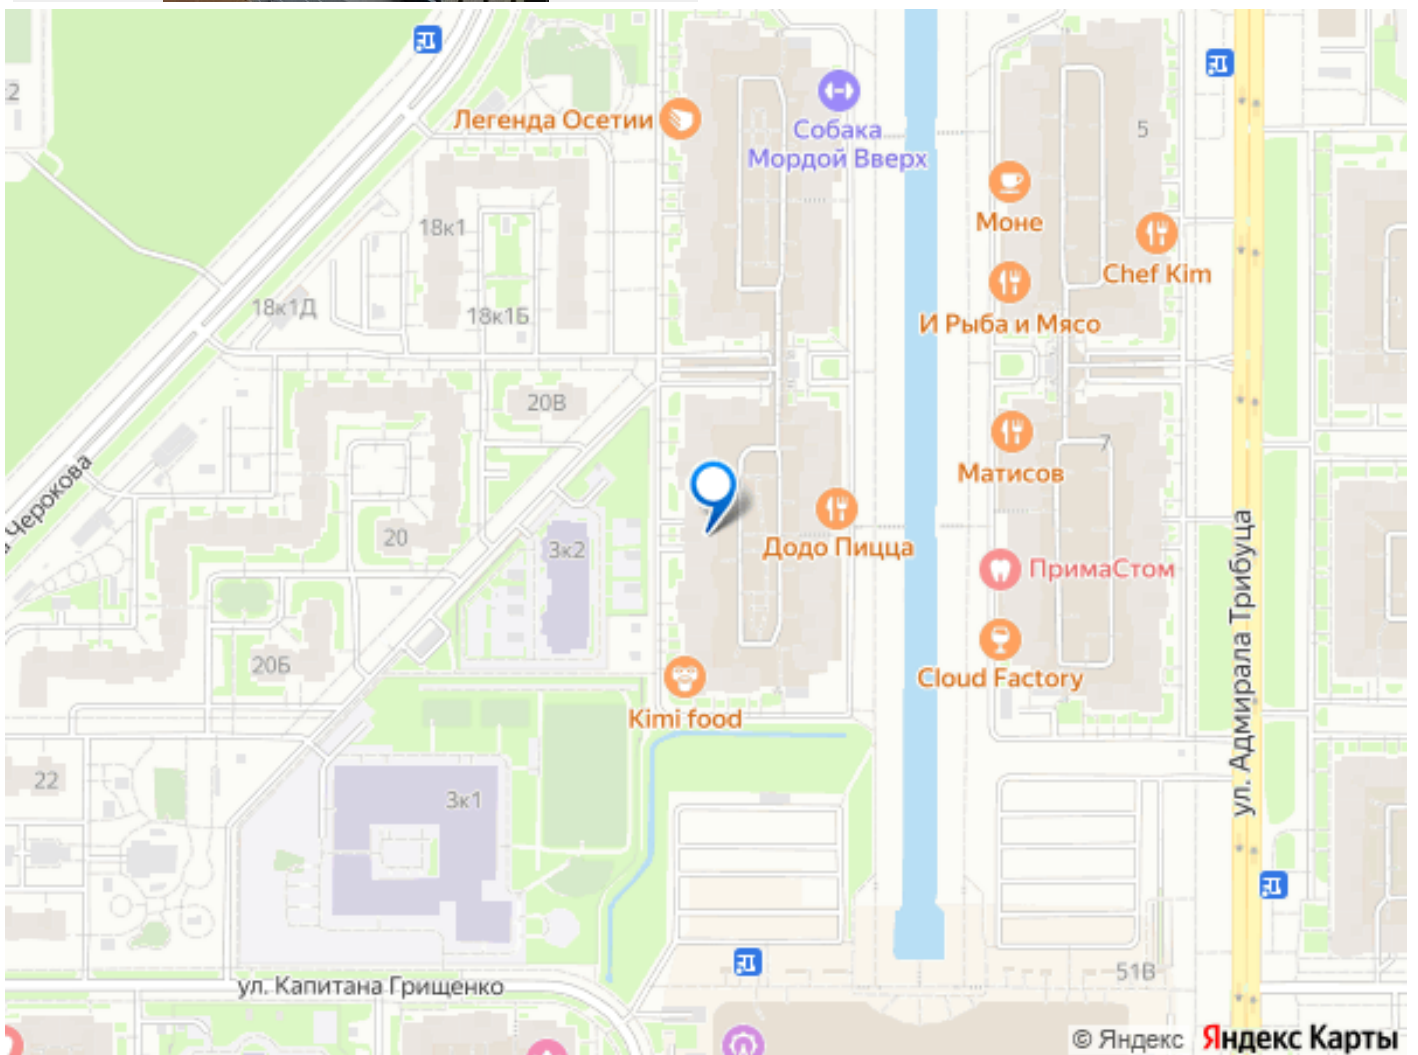 2
Легенда Осетии
Собака
Мордой Вверх
5
Моне
Chef Kim
18к1
18к1Д
18к1Б
И Рыба и Мясо
20В
7
Матисов
Черокова
20
3к2
Додо Пицца
ПримаСтом
ул. Адмирала Трибуца
20Б
Cloud Factory
Kimi food
22
3к1
51В
ул. Капитана Грищенко
© Яндекс Яндекс Карты